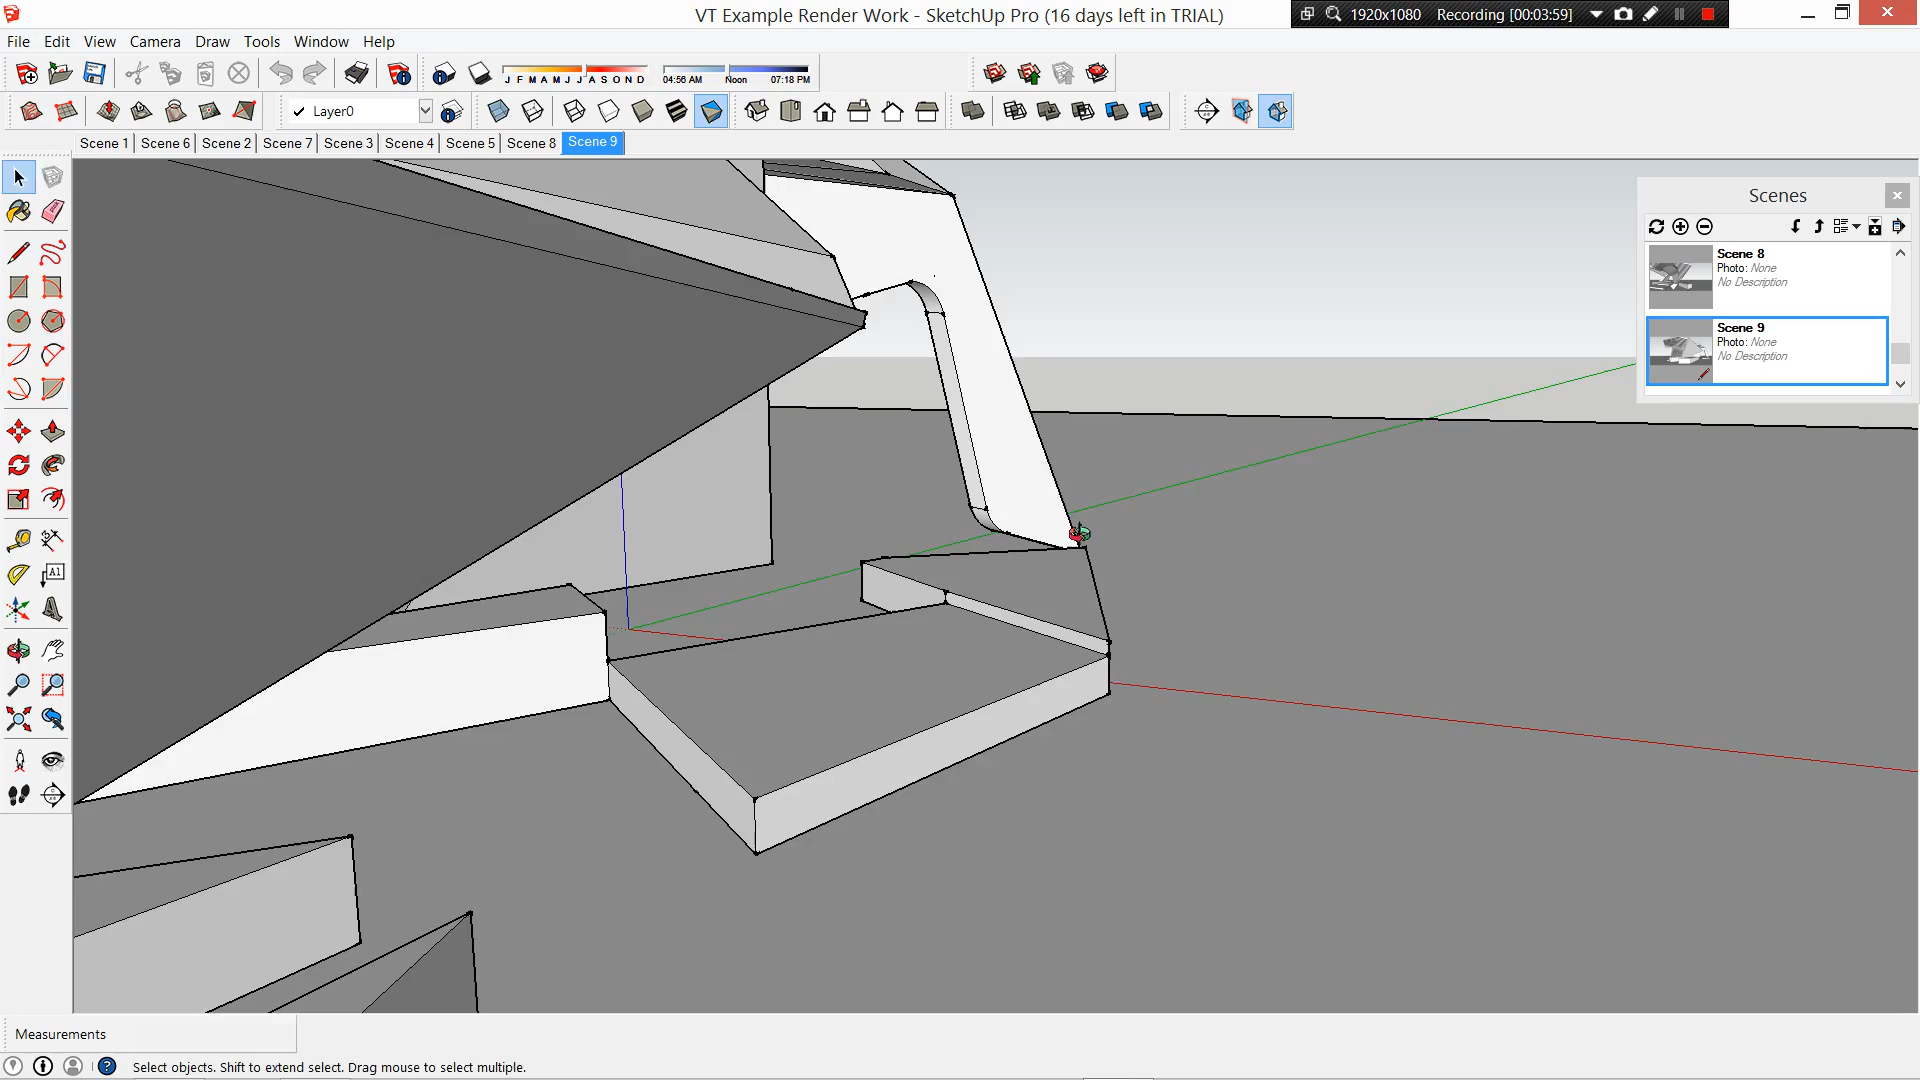 VT Example Render Work - SketchUp Pro (16 days left in TRIAL)
1920x1080 Recording [00:03:59]
File Edit View Camera Draw Tools Window Help
J F M A M J J A S O N D 04:56 AM Noon 07:18 PM
✓ Layer0
Scene 1 Scene 6 Scene 2 Scene 7 Scene 3 Scene 4 Scene 5 Scene 8 Scene 9
Scenes
Scene 8
Photo: None
No Description
Scene 9
Photo: None
No Description
A1
Measurements
Select objects. Shift to extend select. Drag mouse to select multiple.